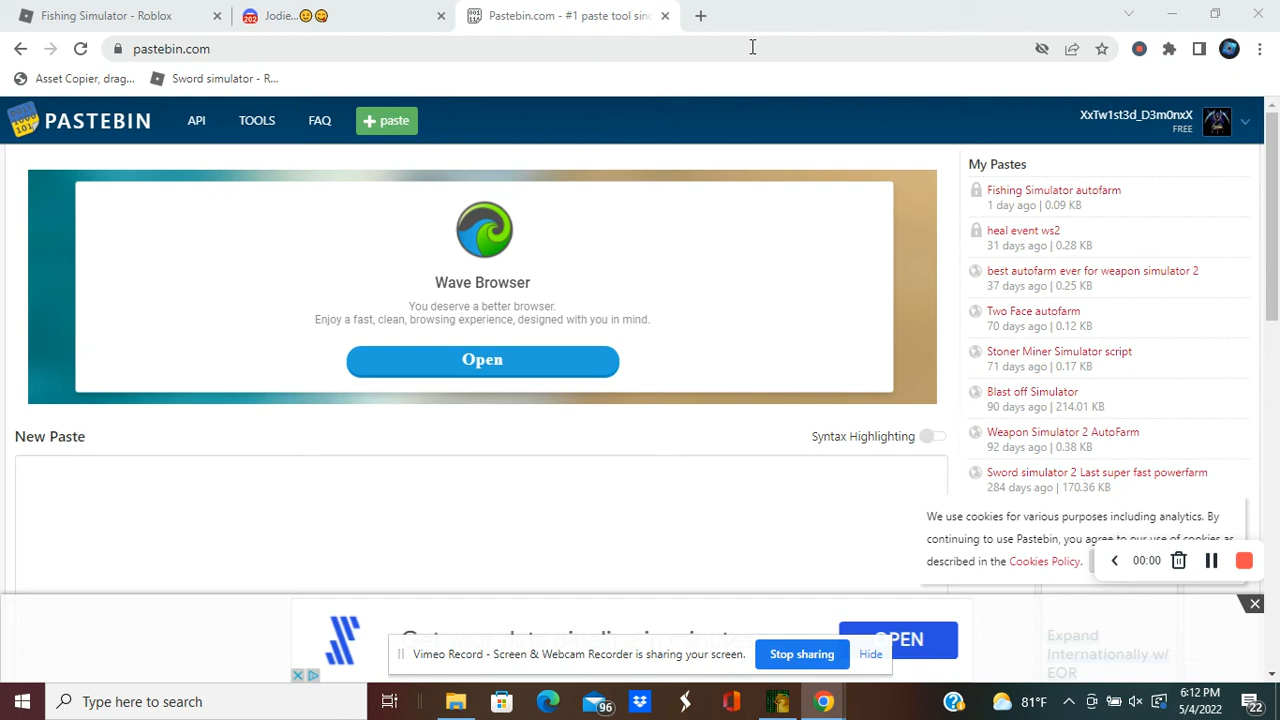 Fishing Simulator - Roblox
202
Jodie...
Pastebin.com - #1 paste tool sinc
pastebin.com
Asset Copier, drag...
Sword simulator - R...
PASTEBIN
API
TOOLS
FAQ
+ paste
XxTw1st3d_D3m0nxX
FREE
Wave Browser
You deserve a better browser.
Enjoy a fast, clean, browsing experience, designed with you in mind.
Open
My Pastes
Fishing Simulator autofarm
1 day ago | 0.09 KB
heal event ws2
31 days ago | 0.28 KB
best autofarm ever for weapon simulator 2
37 days ago | 0.25 KB
Two Face autofarm
70 days ago | 0.12 KB
Stoner Miner Simulator script
71 days ago | 0.17 KB
Blast off Simulator
90 days ago | 214.01 KB
Weapon Simulator 2 AutoFarm
92 days ago | 0.38 KB
Sword simulator 2 Last super fast powerfarm
284 days ago | 170.36 KB
New Paste
Syntax Highlighting
We use cookies for various purposes including analytics. By
continuing to use Pastebin, you agree to our use of cookies as
described in the Cookies Policy.
00:00
OPEN
Expand
Internationally w/
EOR
Vimeo Record - Screen & Webcam Recorder is sharing your screen.
Stop sharing
Hide
Type here to search
96
81°F
6:12 PM
5/4/2022
22